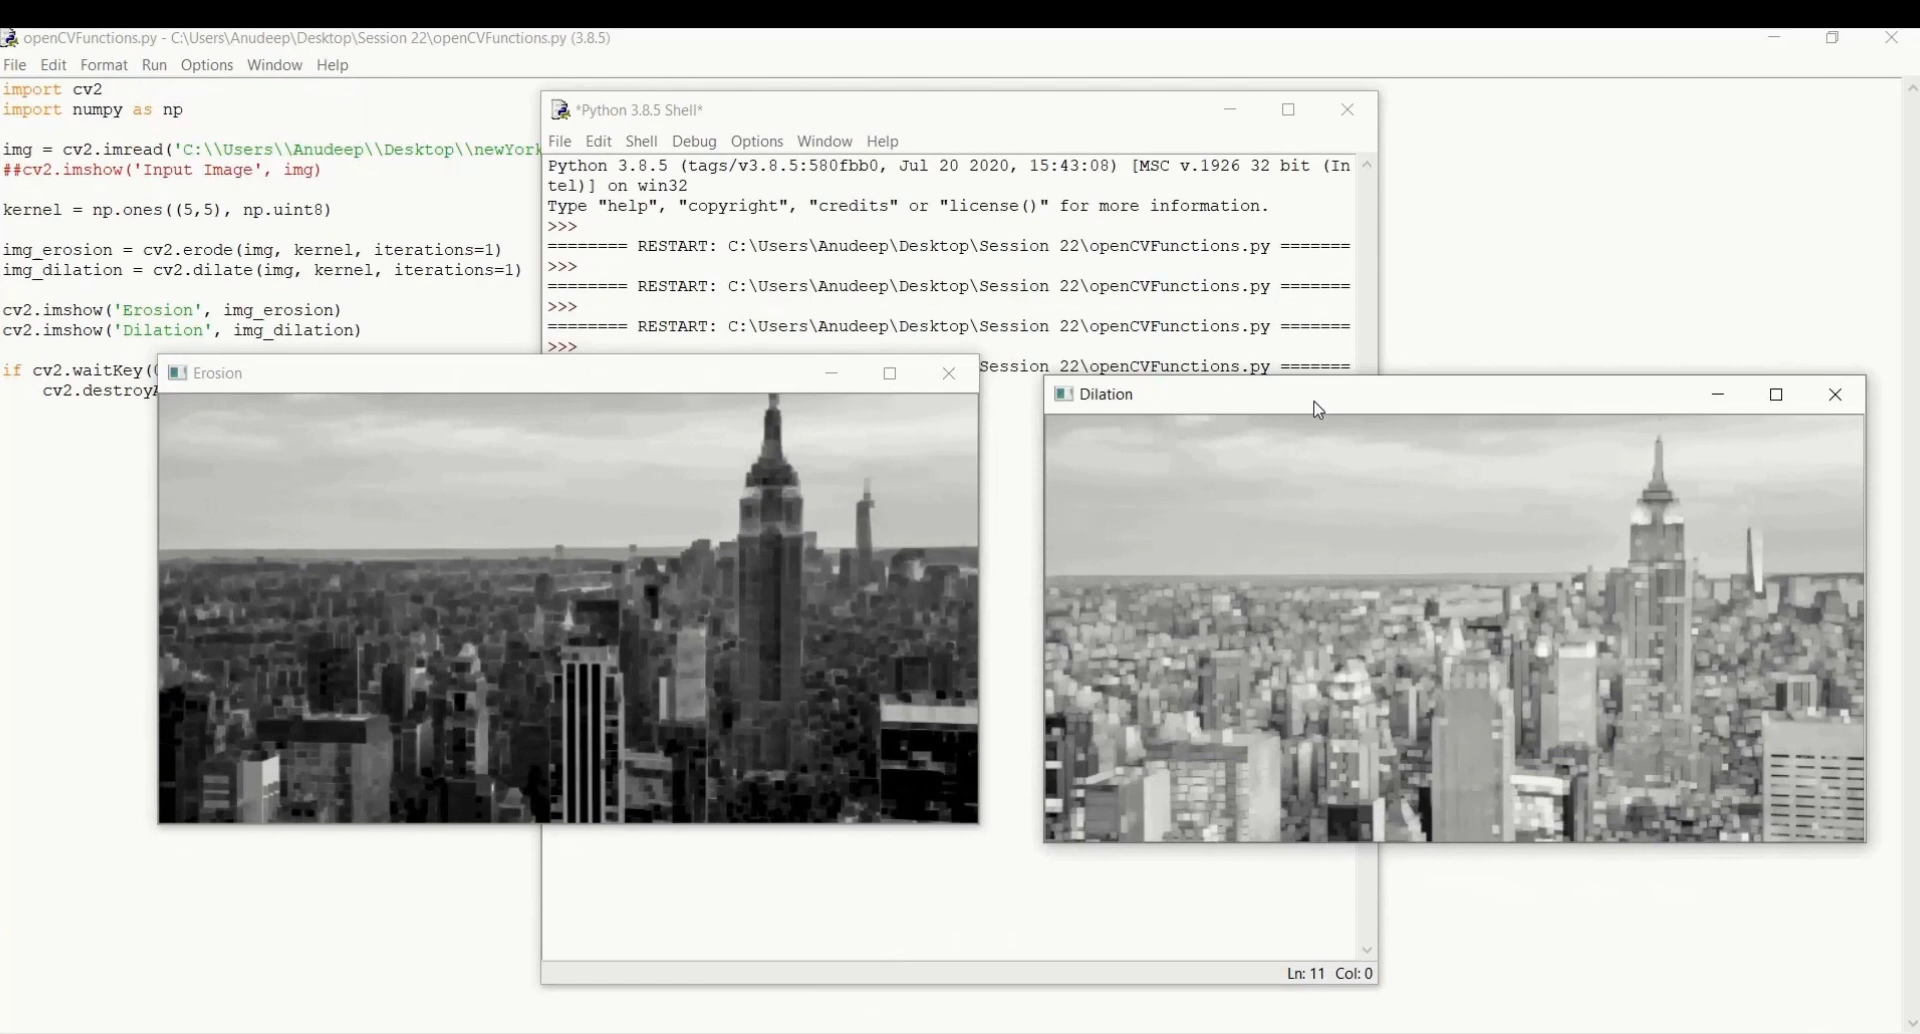 openCVFunctions.py - C:\Users\Anudeep\Desktop\Session 22\openCVFunctions.py (3.8.5)
File Edit Format Run Options Window Help
import cv2
import numpy as np
img = cv2.imread('C:\\Users\\Anudeep\\Desktop\\newYork
##cv2.imshow('Input Image', img)
kernel = np.ones((5,5), np.uint8)
img_erosion = cv2.erode(img, kernel, iterations=1)
img_dilation = cv2.dilate(img, kernel, iterations=1)
cv2.imshow('Erosion', img_erosion)
cv2.imshow('Dilation', img_dilation)
if cv2.waitKey(
cv2.destroy
*Python 3.8.5 Shell*
File Edit Shell Debug Options Window Help
Python 3.8.5 (tags/v3.8.5:580fbb0, Jul 20 2020, 15:43:08) [MSC v.1926 32 bit (In
tel)] on win32
Type "help", "copyright", "credits" or "license()" for more information.
>>>
======== RESTART: C:\Users\Anudeep\Desktop\Session 22\openCVFunctions.py =======
>>>
======== RESTART: C:\Users\Anudeep\Desktop\Session 22\openCVFunctions.py =======
>>>
======== RESTART: C:\Users\Anudeep\Desktop\Session 22\openCVFunctions.py =======
>>>
Session 22\openCVFunctions.py =======
Erosion
Dilation
Ln: 11 Col: 0